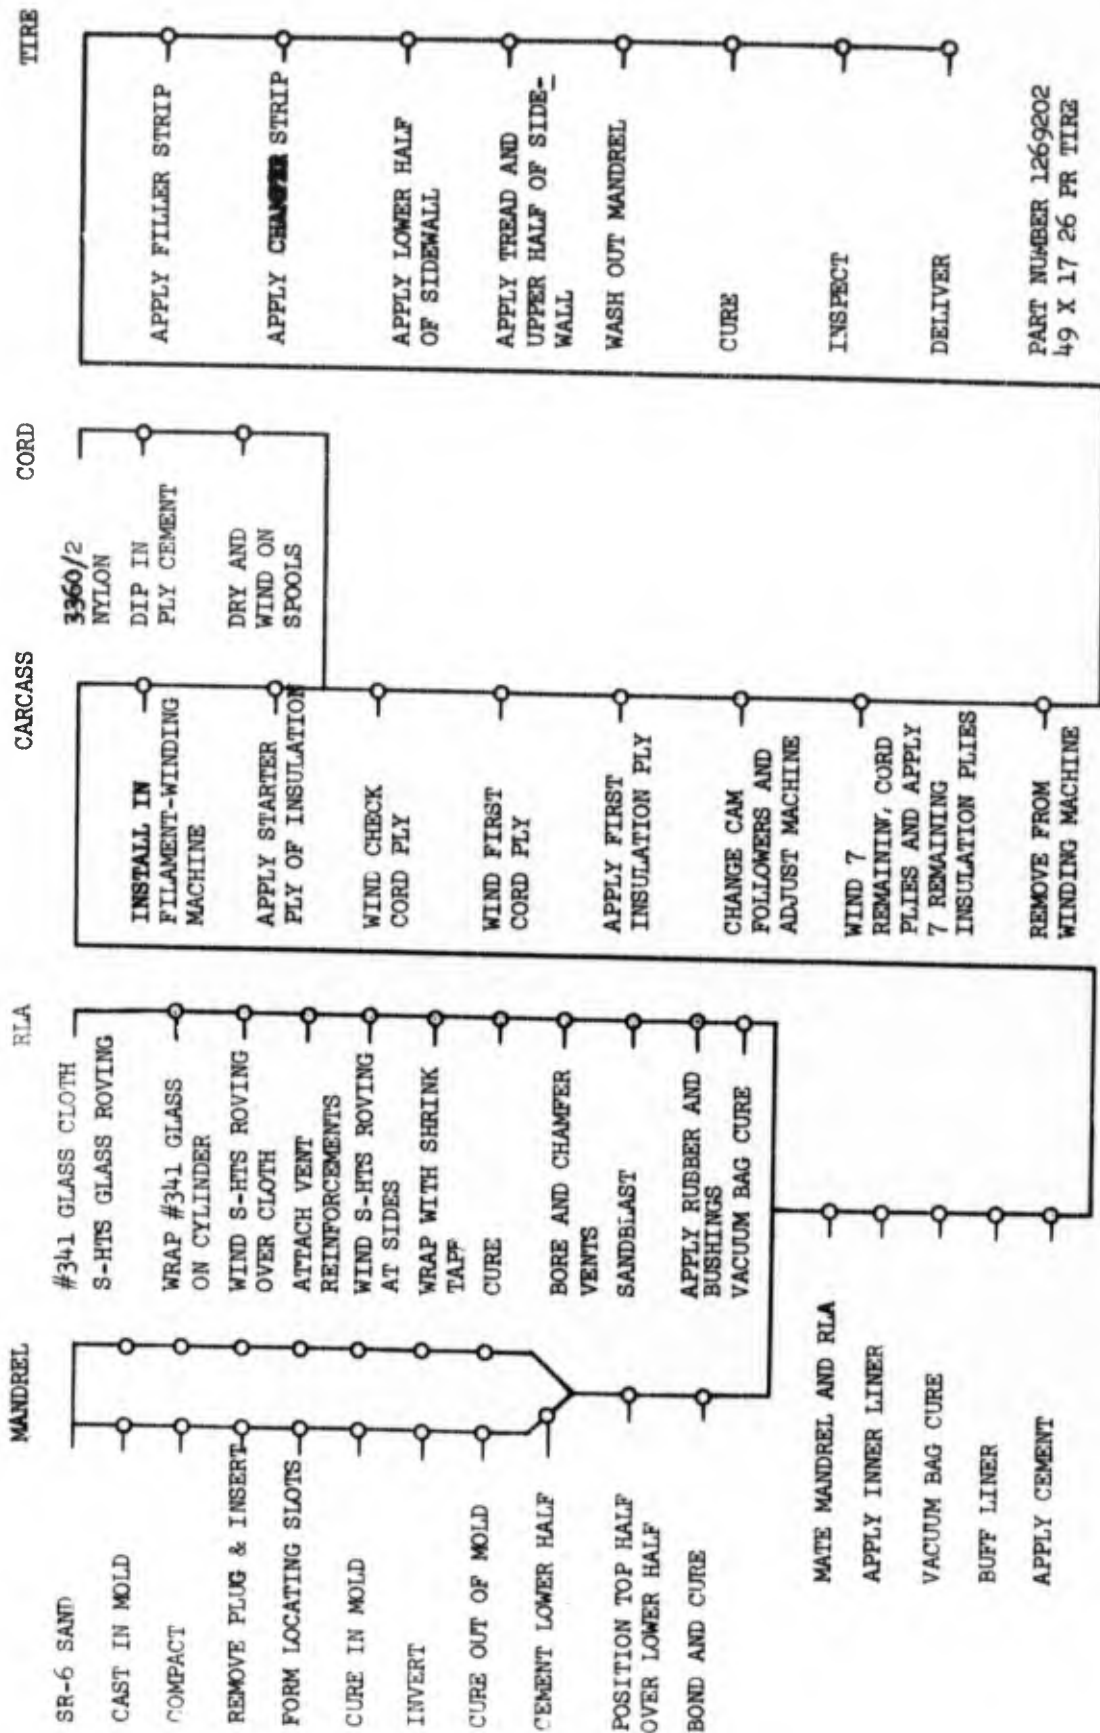 MANDREL
SR-6 SAND
CAST IN MOLD
COMPACT
REMOVE PLUG & INSERT
FORM LOCATING SLOTS
CURE IN MOLD
INVERT
CURE OUT OF MOLD
CEMENT LOWER HALF
POSITION TOP HALF
OVER LOWER HALF
BOND AND CURE
RLA
#341 GLASS CLOTH
S-HTS GLASS ROVING
WRAP #341 GLASS
ON CYLINDER
WIND S-HTS ROVING
OVER CLOTH
ATTACH VENT
REINFORCEMENTS
WIND S-HTS ROVING
AT SIDES
WRAP WITH SHRINK
TAPE
CURE
BORE AND CHAMFER
VENTS
SANDBLAST
APPLY RUBBER AND
BUSHINGS
VACUUM BAG CURE
MATE MANDREL AND RLA
APPLY INNER LINER
VACUUM BAG CURE
BUFF LINER
APPLY CEMENT
CARCASS
INSTALL IN
FILAMENT-WINDING
MACHINE
APPLY STARTER
PLY OF INSULATION
WIND CHECK
CORD PLY
WIND FIRST
CORD PLY
APPLY FIRST
INSULATION PLY
CHANGE CAM
FOLLOWERS AND
ADJUST MACHINE
WIND 7
REMAINING CORD
PLIES AND APPLY
7 REMAINING
INSULATION PLIES
REMOVE FROM
WINDING MACHINE
CORD
3360/2
NYLON
DIP IN
PLY CEMENT
DRY AND
WIND ON
SPOOLS
TIRE
APPLY FILLER STRIP
APPLY CHAMFER STRIP
APPLY LOWER HALF
OF SIDEWALL
APPLY TREAD AND
UPPER HALF OF SIDE-
WALL
WASH OUT MANDREL
CURE
INSPECT
DELIVER
PART NUMBER 1269202
49 X 17 26 PR TIRE